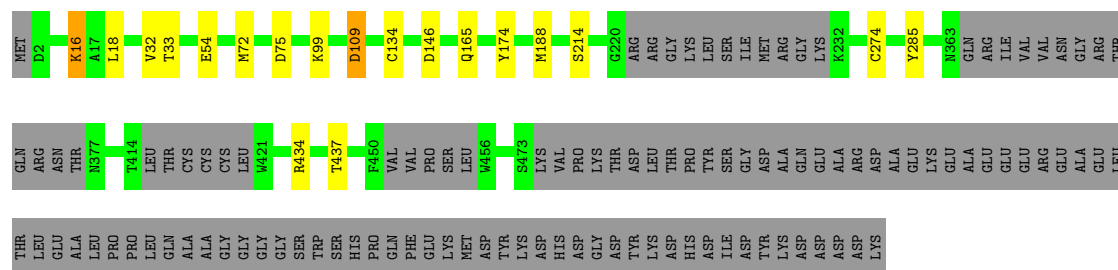 MET D2 K16 A17 L18 V32 T33 E54 M72 D75 K99 D109 C134 D146 Q165 Y174 M188 S214 G220 ARG ARG GLY LYS LEU SER ILE MET ARG GLY LYS K232 C274 Y285 N363 GLN ARG ILE VAL VAL ASN GLY ARG THR
GLN ARG ASN THR N377 T414 LEU THR CYS CYS CYS LEU W421 R434 T437 F450 VAL VAL PRO SER LEU W456 S473 LYS VAL PRO LYS THR ASP LEU THR PRO TYR SER GLY ASP ALA GLN GLU ALA ARG ASP ALA GLU LYS GLU ALA GLU GLU GLU ARG GLU ALA GLU LEU
THR LEU GLU ALA LEU PRO PRO LEU GLN ALA ALA GLY GLY GLY GLY SER TRP SER HIS PRO GLN PHE GLU LYS MET ASP TYR LYS ASP HIS ASP GLY ASP TYR LYS ASP HIS ASP ILE ASP TYR LYS ASP ASP ASP ASP LYS